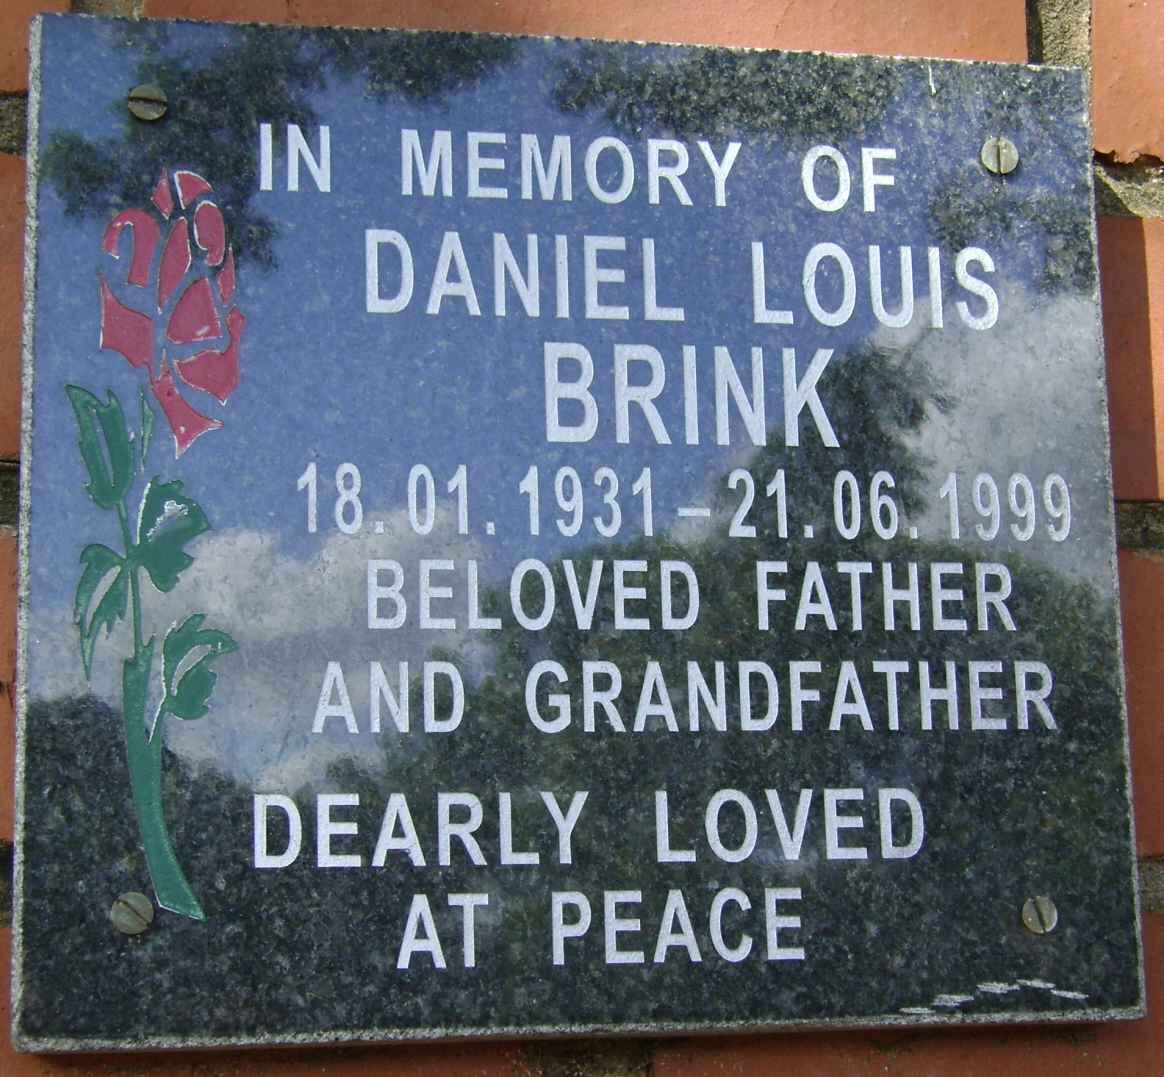 IN MEMORY OF
DANIEL LOUIS
BRINK
18.01.1931 – 21.06.1999
BELOVED FATHER
AND GRANDFATHER
DEARLY LOVED
AT PEACE